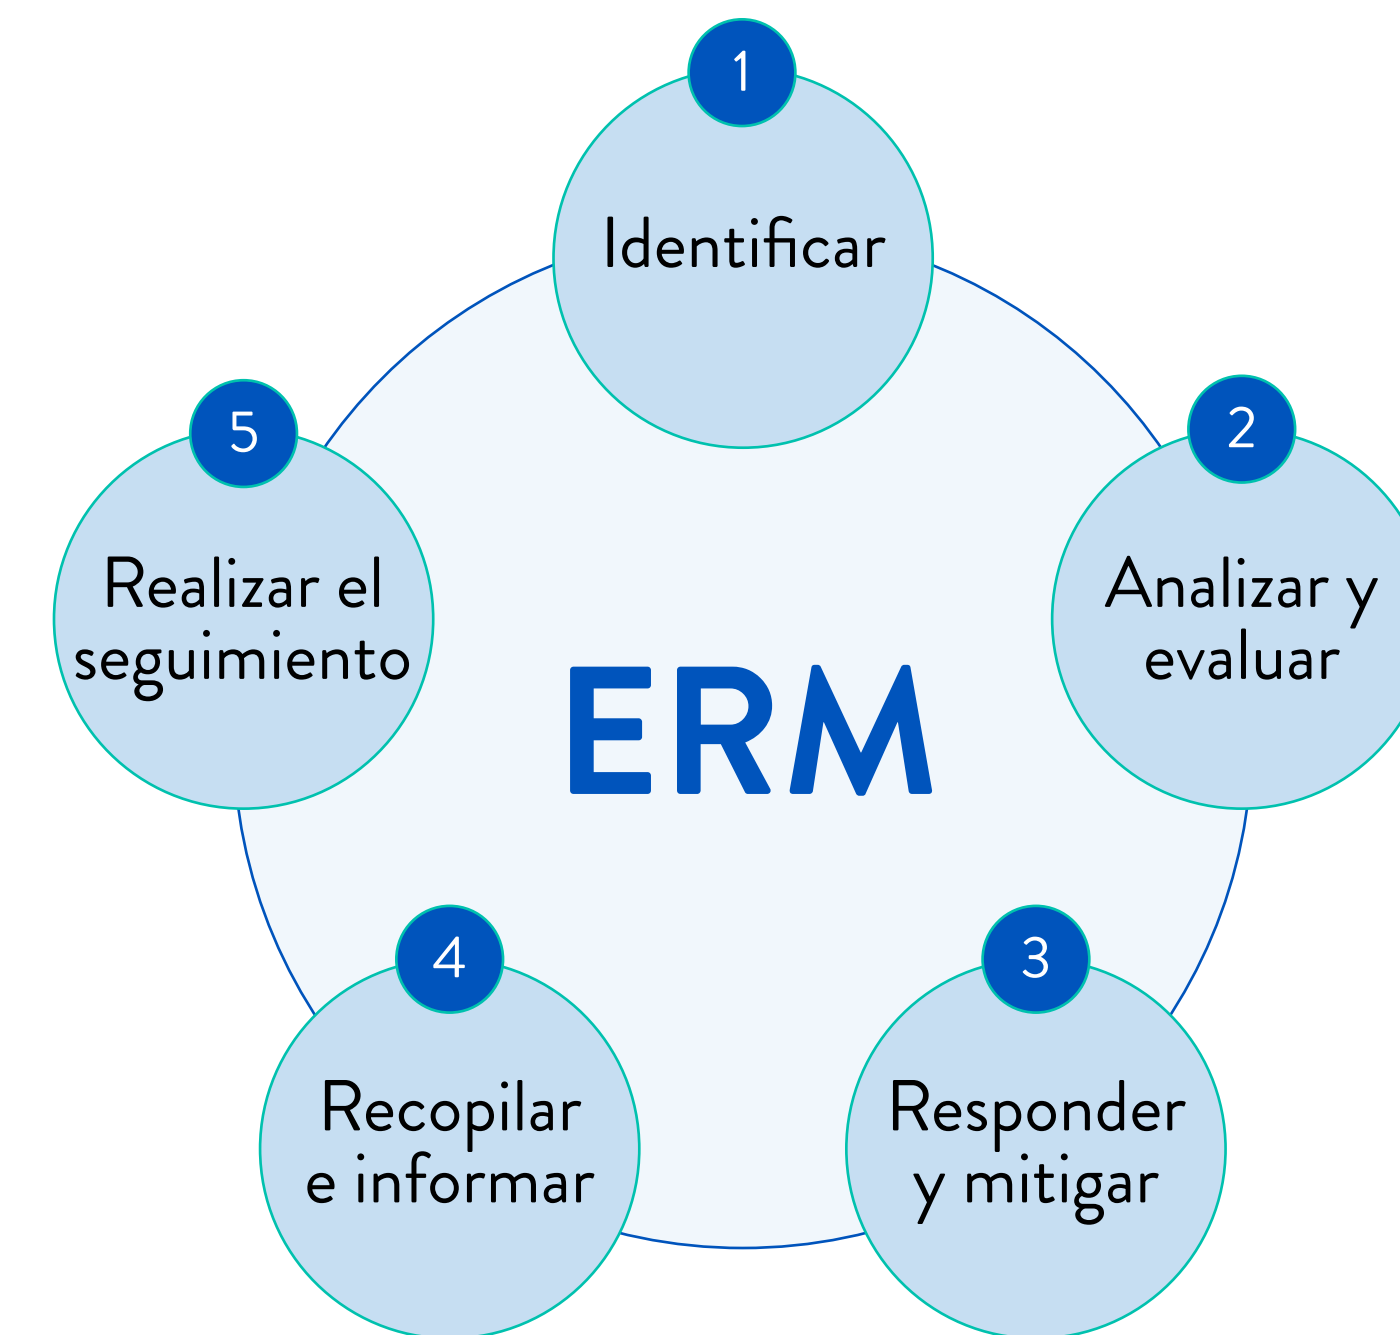 1
Identificar
2
Analizar y
evaluar
3
Responder
y mitigar
4
Recopilar
e informar
5
Realizar el
seguimiento
ERM